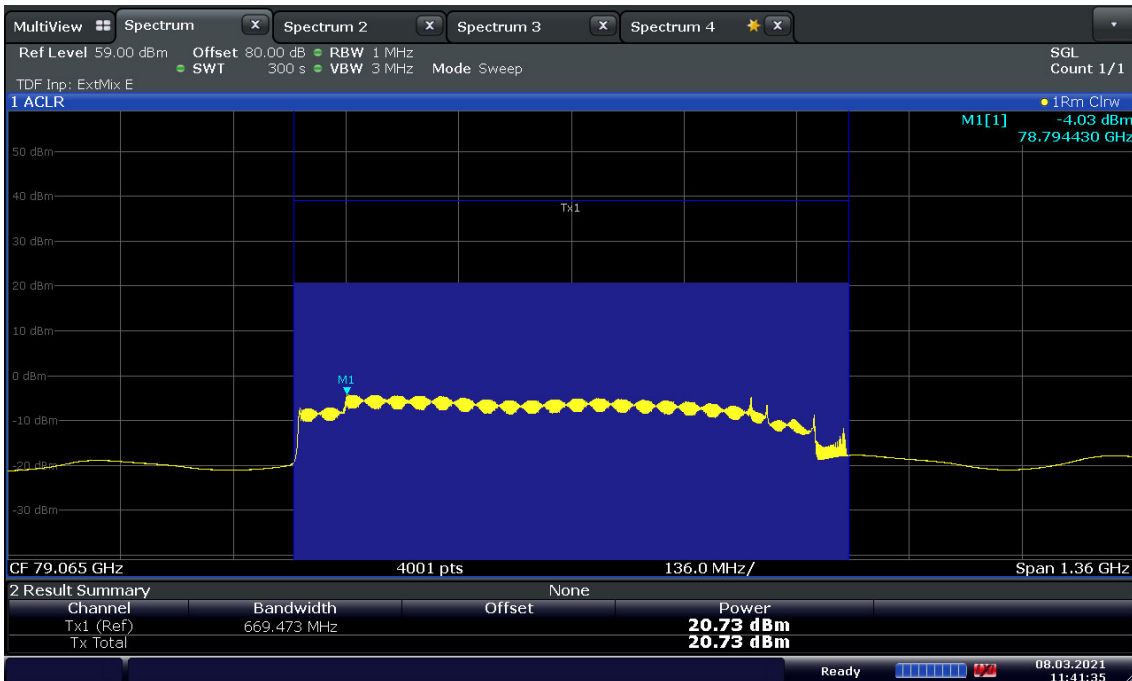 MultiView Spectrum X Spectrum 2 X Spectrum 3 X Spectrum 4 X
Ref Level 59.00 dBm Offset 80.00 dB RBW 1 MHz SGL
SWT 300 s VBW 3 MHz Mode Sweep Count 1/1
TDF Inp: ExtMix E
1 ACLR 1Rm Clrw
M1[1] -4.03 dBm
78.794430 GHz
50 dBm
40 dBm
Tx1
30 dBm
20 dBm
10 dBm
0 dBm
M1
-10 dBm
-20 dBm
-30 dBm
CF 79.065 GHz 4001 pts 136.0 MHz/ Span 1.36 GHz
2 Result Summary None
Channel Bandwidth Offset Power
Tx1 (Ref) 669.473 MHz 20.73 dBm
Tx Total 20.73 dBm
Ready 08.03.2021
11:41:35